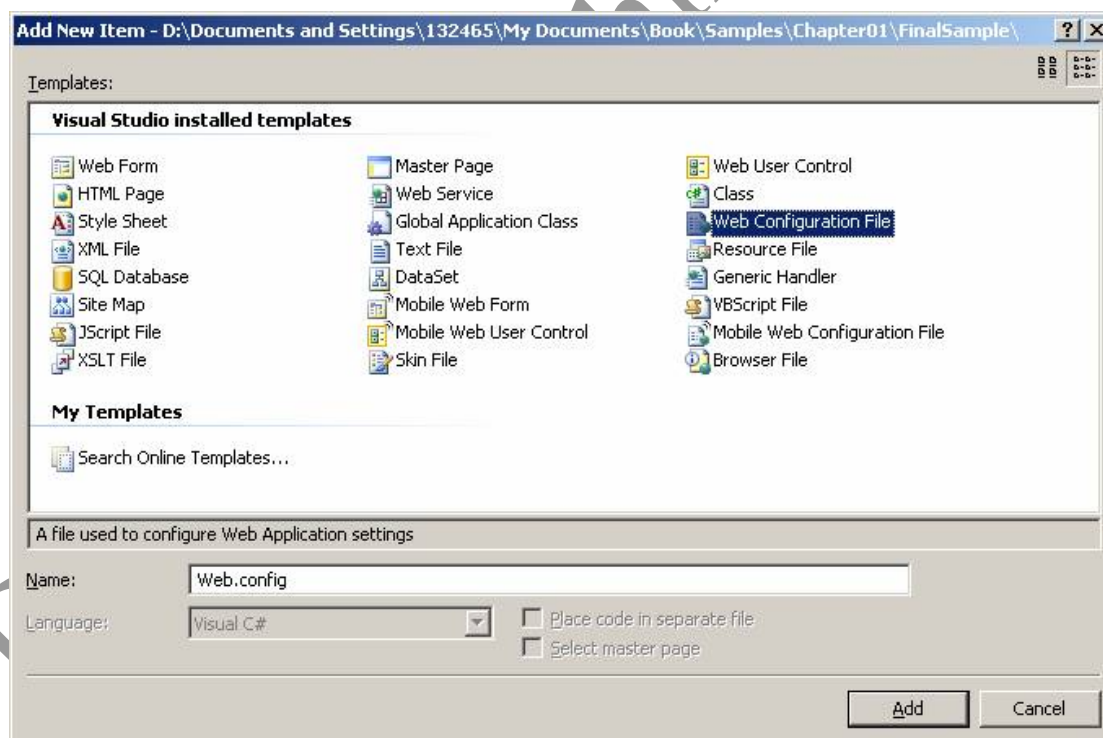 Add New Item - D:\Documents and Settings\132465\My Documents\Book\Samples\Chapter01\FinalSample\
Templates:
Visual Studio installed templates
Web Form
Master Page
Web User Control
HTML Page
Web Service
Class
Style Sheet
Global Application Class
Web Configuration File
XML File
Text File
Resource File
SQL Database
DataSet
Generic Handler
Site Map
Mobile Web Form
VBScript File
JScript File
Mobile Web User Control
Mobile Web Configuration File
XSLT File
Skin File
Browser File
My Templates
Search Online Templates...
A file used to configure Web Application settings
Name: Web.config
Language: Visual C#
Place code in separate file
Select master page
Add Cancel